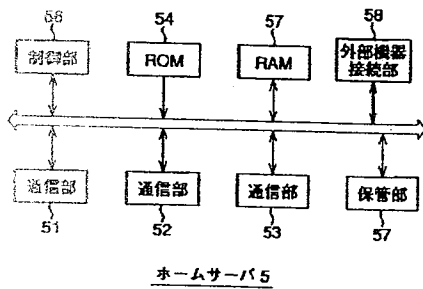 56
54
57
58
制御部
ROM
RAM
外部機器
接続部
通信部
通信部
通信部
保管部
51
52
53
57
ホームサーバ 5